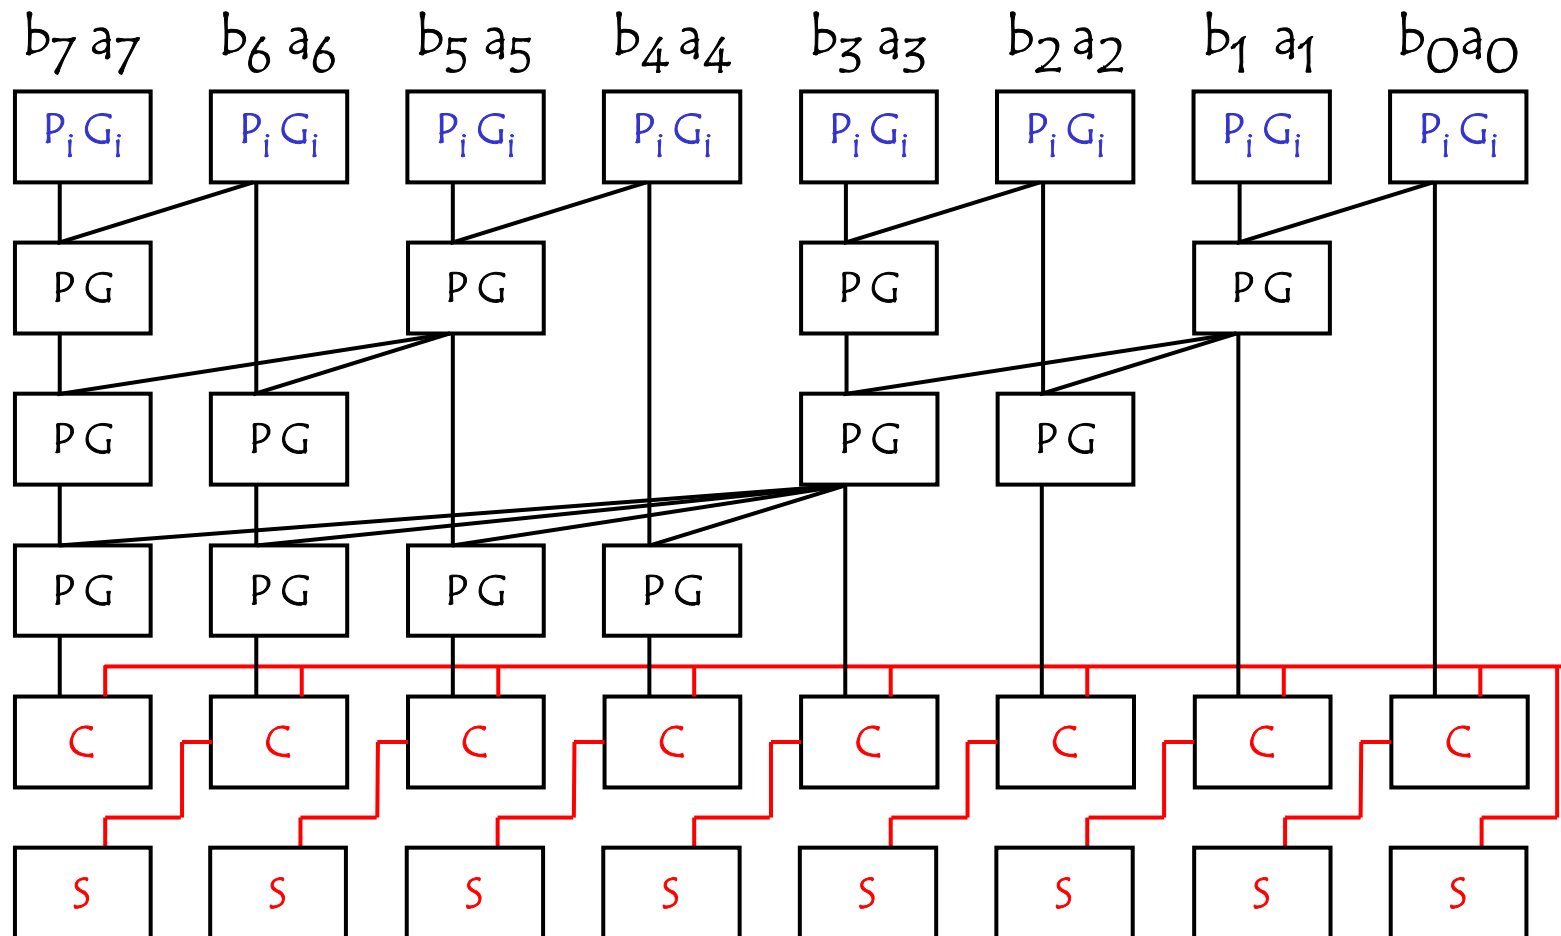 b7 a7 b6 a6 b5 a5 b4 a4 b3 a3 b2 a2 b1 a1 b0 a0
Pi Gi Pi Gi Pi Gi Pi Gi Pi Gi Pi Gi Pi Gi Pi Gi
P G P G P G P G
P G P G P G P G
P G P G P G P G
C C C C C C C C
S S S S S S S S